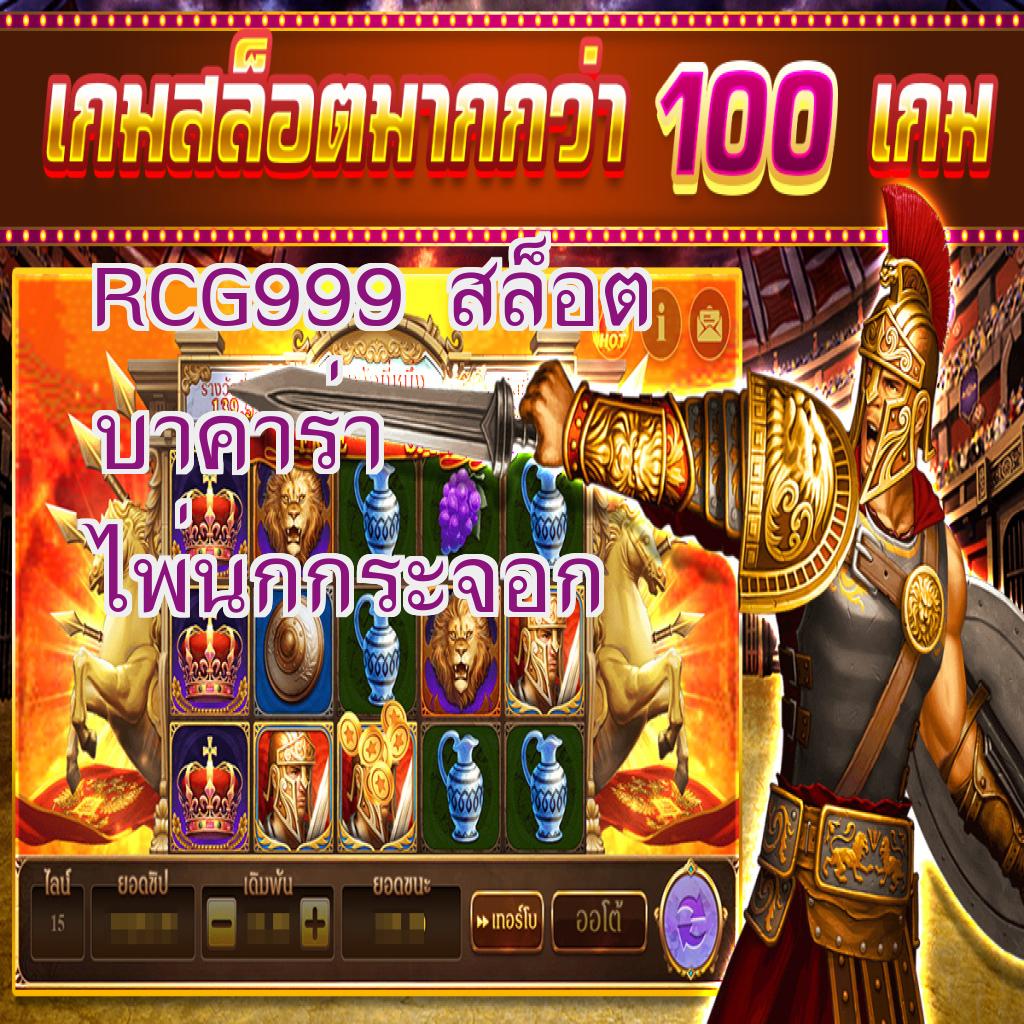 เกมสล็อตมากกว่า 100 เกม
RCG999 สล็อต
HOT
i
บาคาร่า
ไพ่นกกระจอก
ไลน์
ยอดชิป
เดิมพัน
ยอดชนะ
15
เทอร์โบ
ออโต้